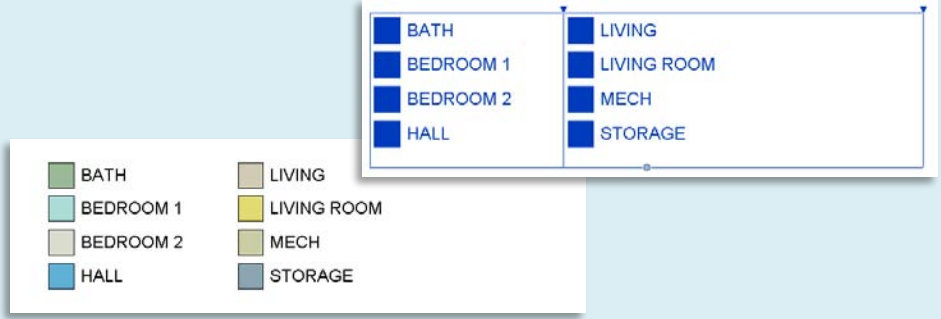 BATH
BEDROOM 1
BEDROOM 2
HALL
LIVING
LIVING ROOM
MECH
STORAGE
BATH
BEDROOM 1
BEDROOM 2
HALL
LIVING
LIVING ROOM
MECH
STORAGE